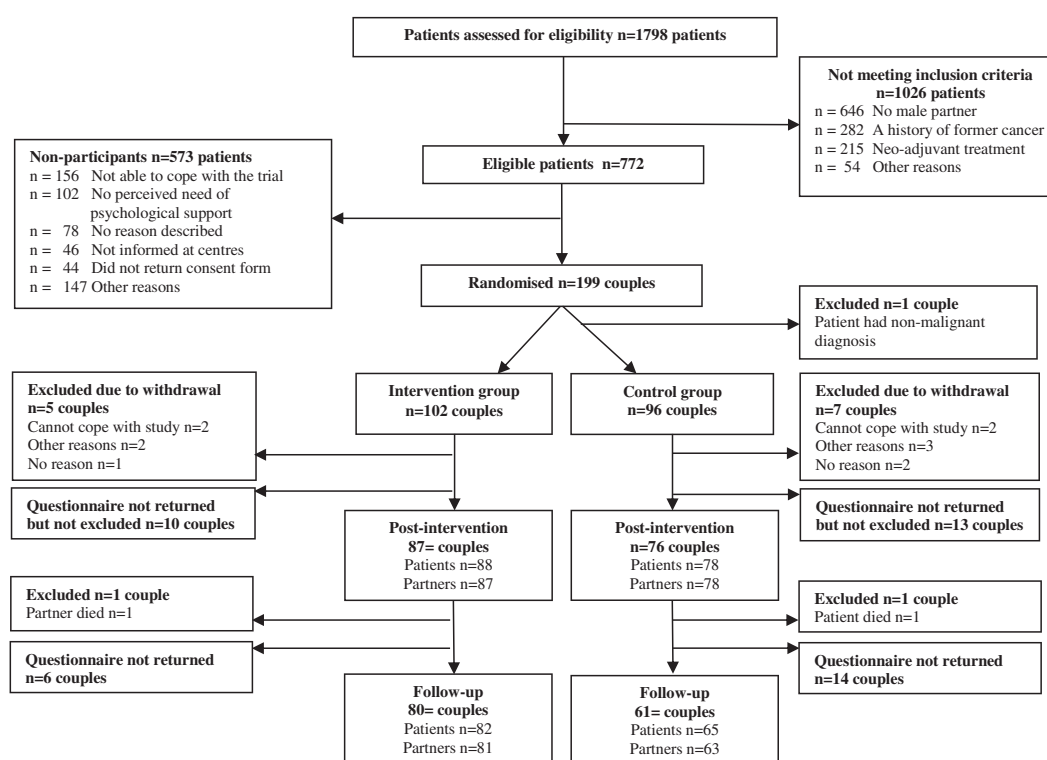 Patients assessed for eligibility n=1798 patients
Not meeting inclusion criteria
n=1026 patients
n = 646 No male partner
n = 282 A history of former cancer
n = 215 Neo-adjuvant treatment
n = 54 Other reasons
Non-participants n=573 patients
n = 156 Not able to cope with the trial
n = 102 No perceived need of
psychological support
n = 78 No reason described
n = 46 Not informed at centres
n = 44 Did not return consent form
n = 147 Other reasons
Eligible patients n=772
Randomised n=199 couples
Excluded n=1 couple
Patient had non-malignant
diagnosis
Intervention group
n=102 couples
Control group
n=96 couples
Excluded due to withdrawal
n=5 couples
Cannot cope with study n=2
Other reasons n=2
No reason n=1
Excluded due to withdrawal
n=7 couples
Cannot cope with study n=2
Other reasons n=3
No reason n=2
Questionnaire not returned
but not excluded n=10 couples
Questionnaire not returned
but not excluded n=13 couples
Post-intervention
87= couples
Patients n=88
Partners n=87
Post-intervention
n=76 couples
Patients n=78
Partners n=78
Excluded n=1 couple
Partner died n=1
Excluded n=1 couple
Patient died n=1
Questionnaire not returned
n=6 couples
Questionnaire not returned
n=14 couples
Follow-up
80= couples
Patients n=82
Partners n=81
Follow-up
61= couples
Patients n=65
Partners n=63